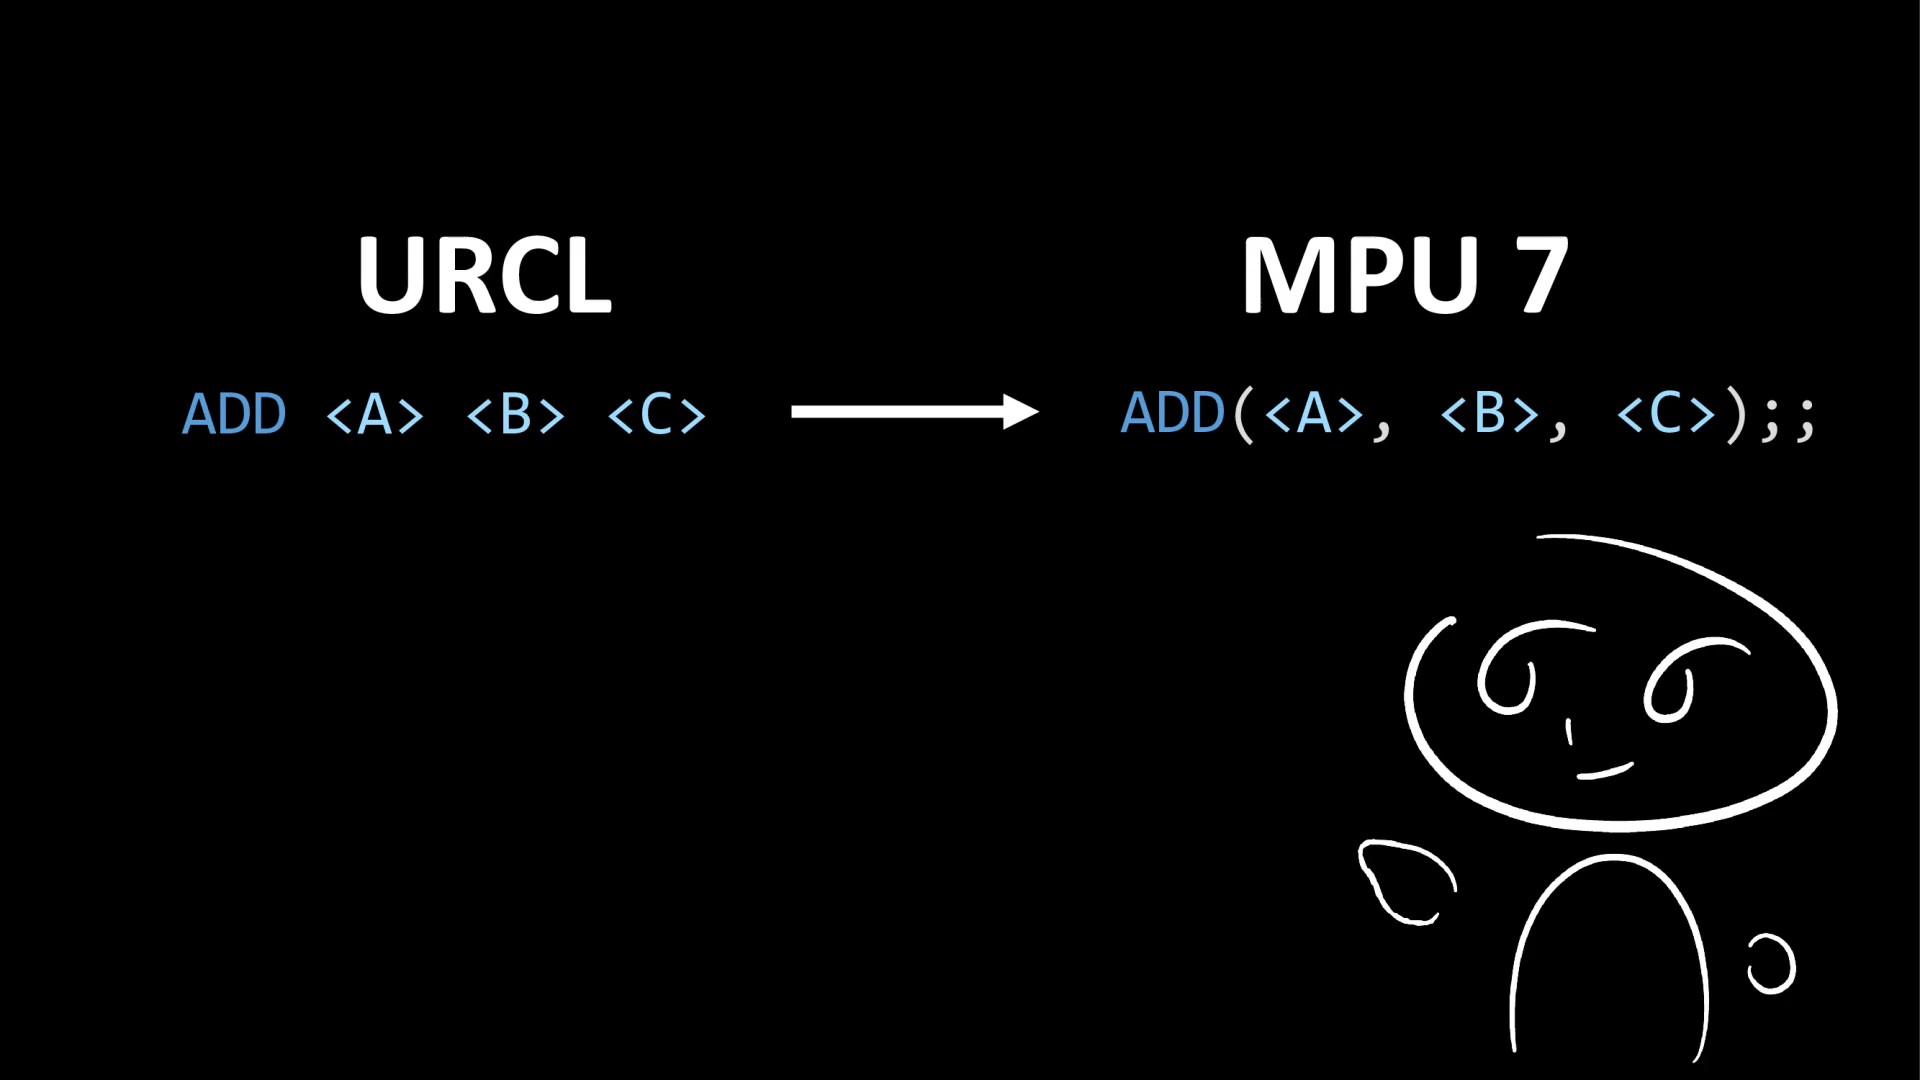 URCL
MPU 7
ADD <A> <B> <C>
ADD(<A>, <B>, <C>);;